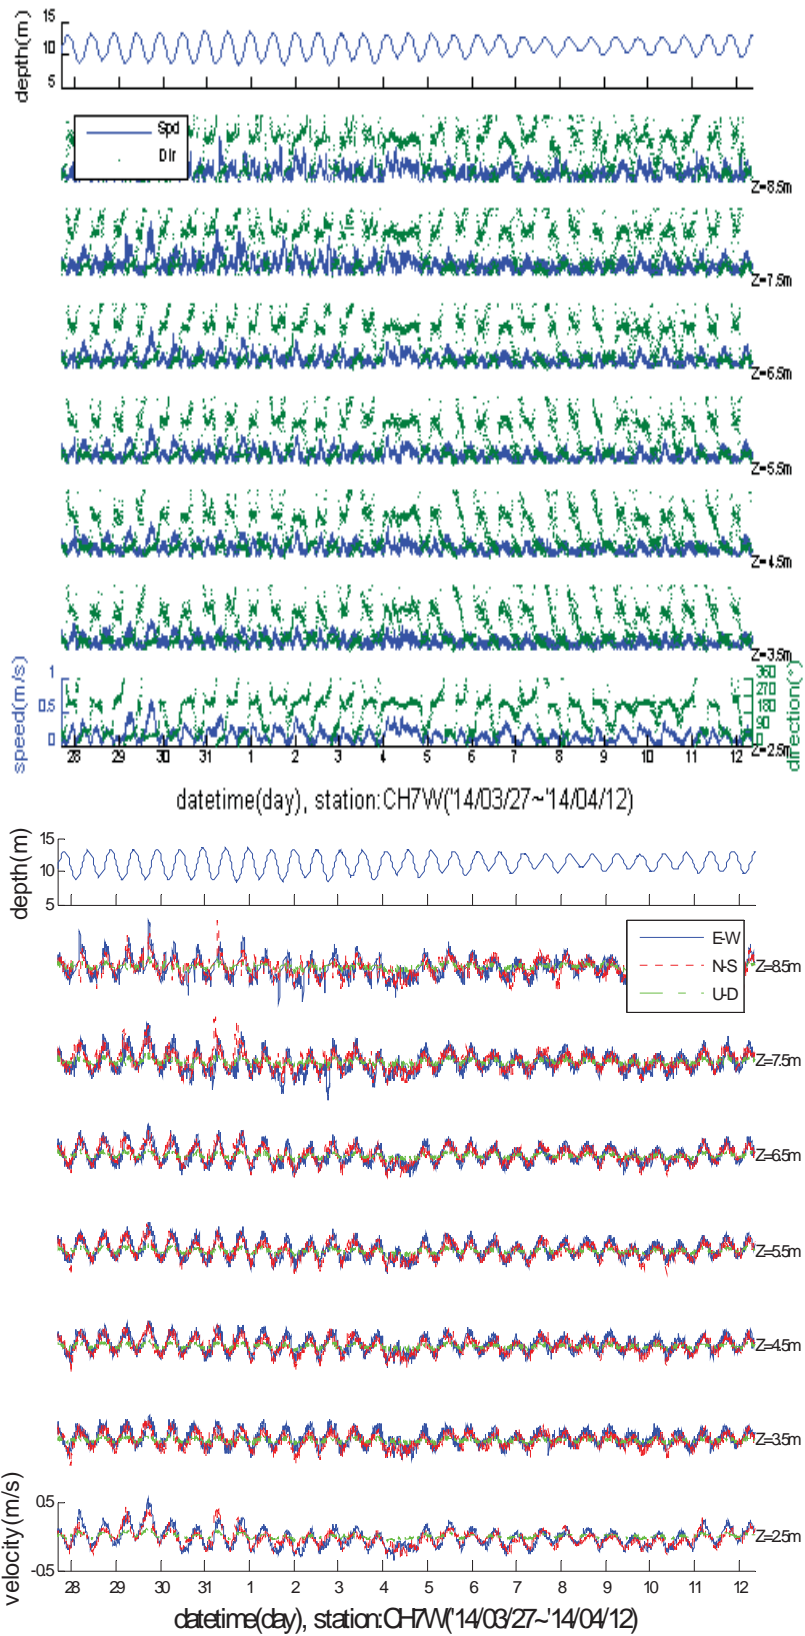 depth(m)
15
10
5
Spd
Dir
Z=8.5m
Z=7.5m
Z=6.5m
Z=5.5m
Z=4.5m
Z=3.5m
speed(m/s)
1
0.5
0
360
270
180
90
0
direction(°)
Z=2.5m
28 29 30 31 1 2 3 4 5 6 7 8 9 10 11 12
datetime(day), station:CH7W('14/03/27~'14/04/12)
depth(m)
15
10
5
E-W
N-S
U-D
Z=8.5m
Z=7.5m
Z=6.5m
Z=5.5m
Z=4.5m
Z=3.5m
velocity(m/s)
0.5
-0.5
Z=2.5m
28 29 30 31 1 2 3 4 5 6 7 8 9 10 11 12
datetime(day), station:CH7W('14/03/27~'14/04/12)